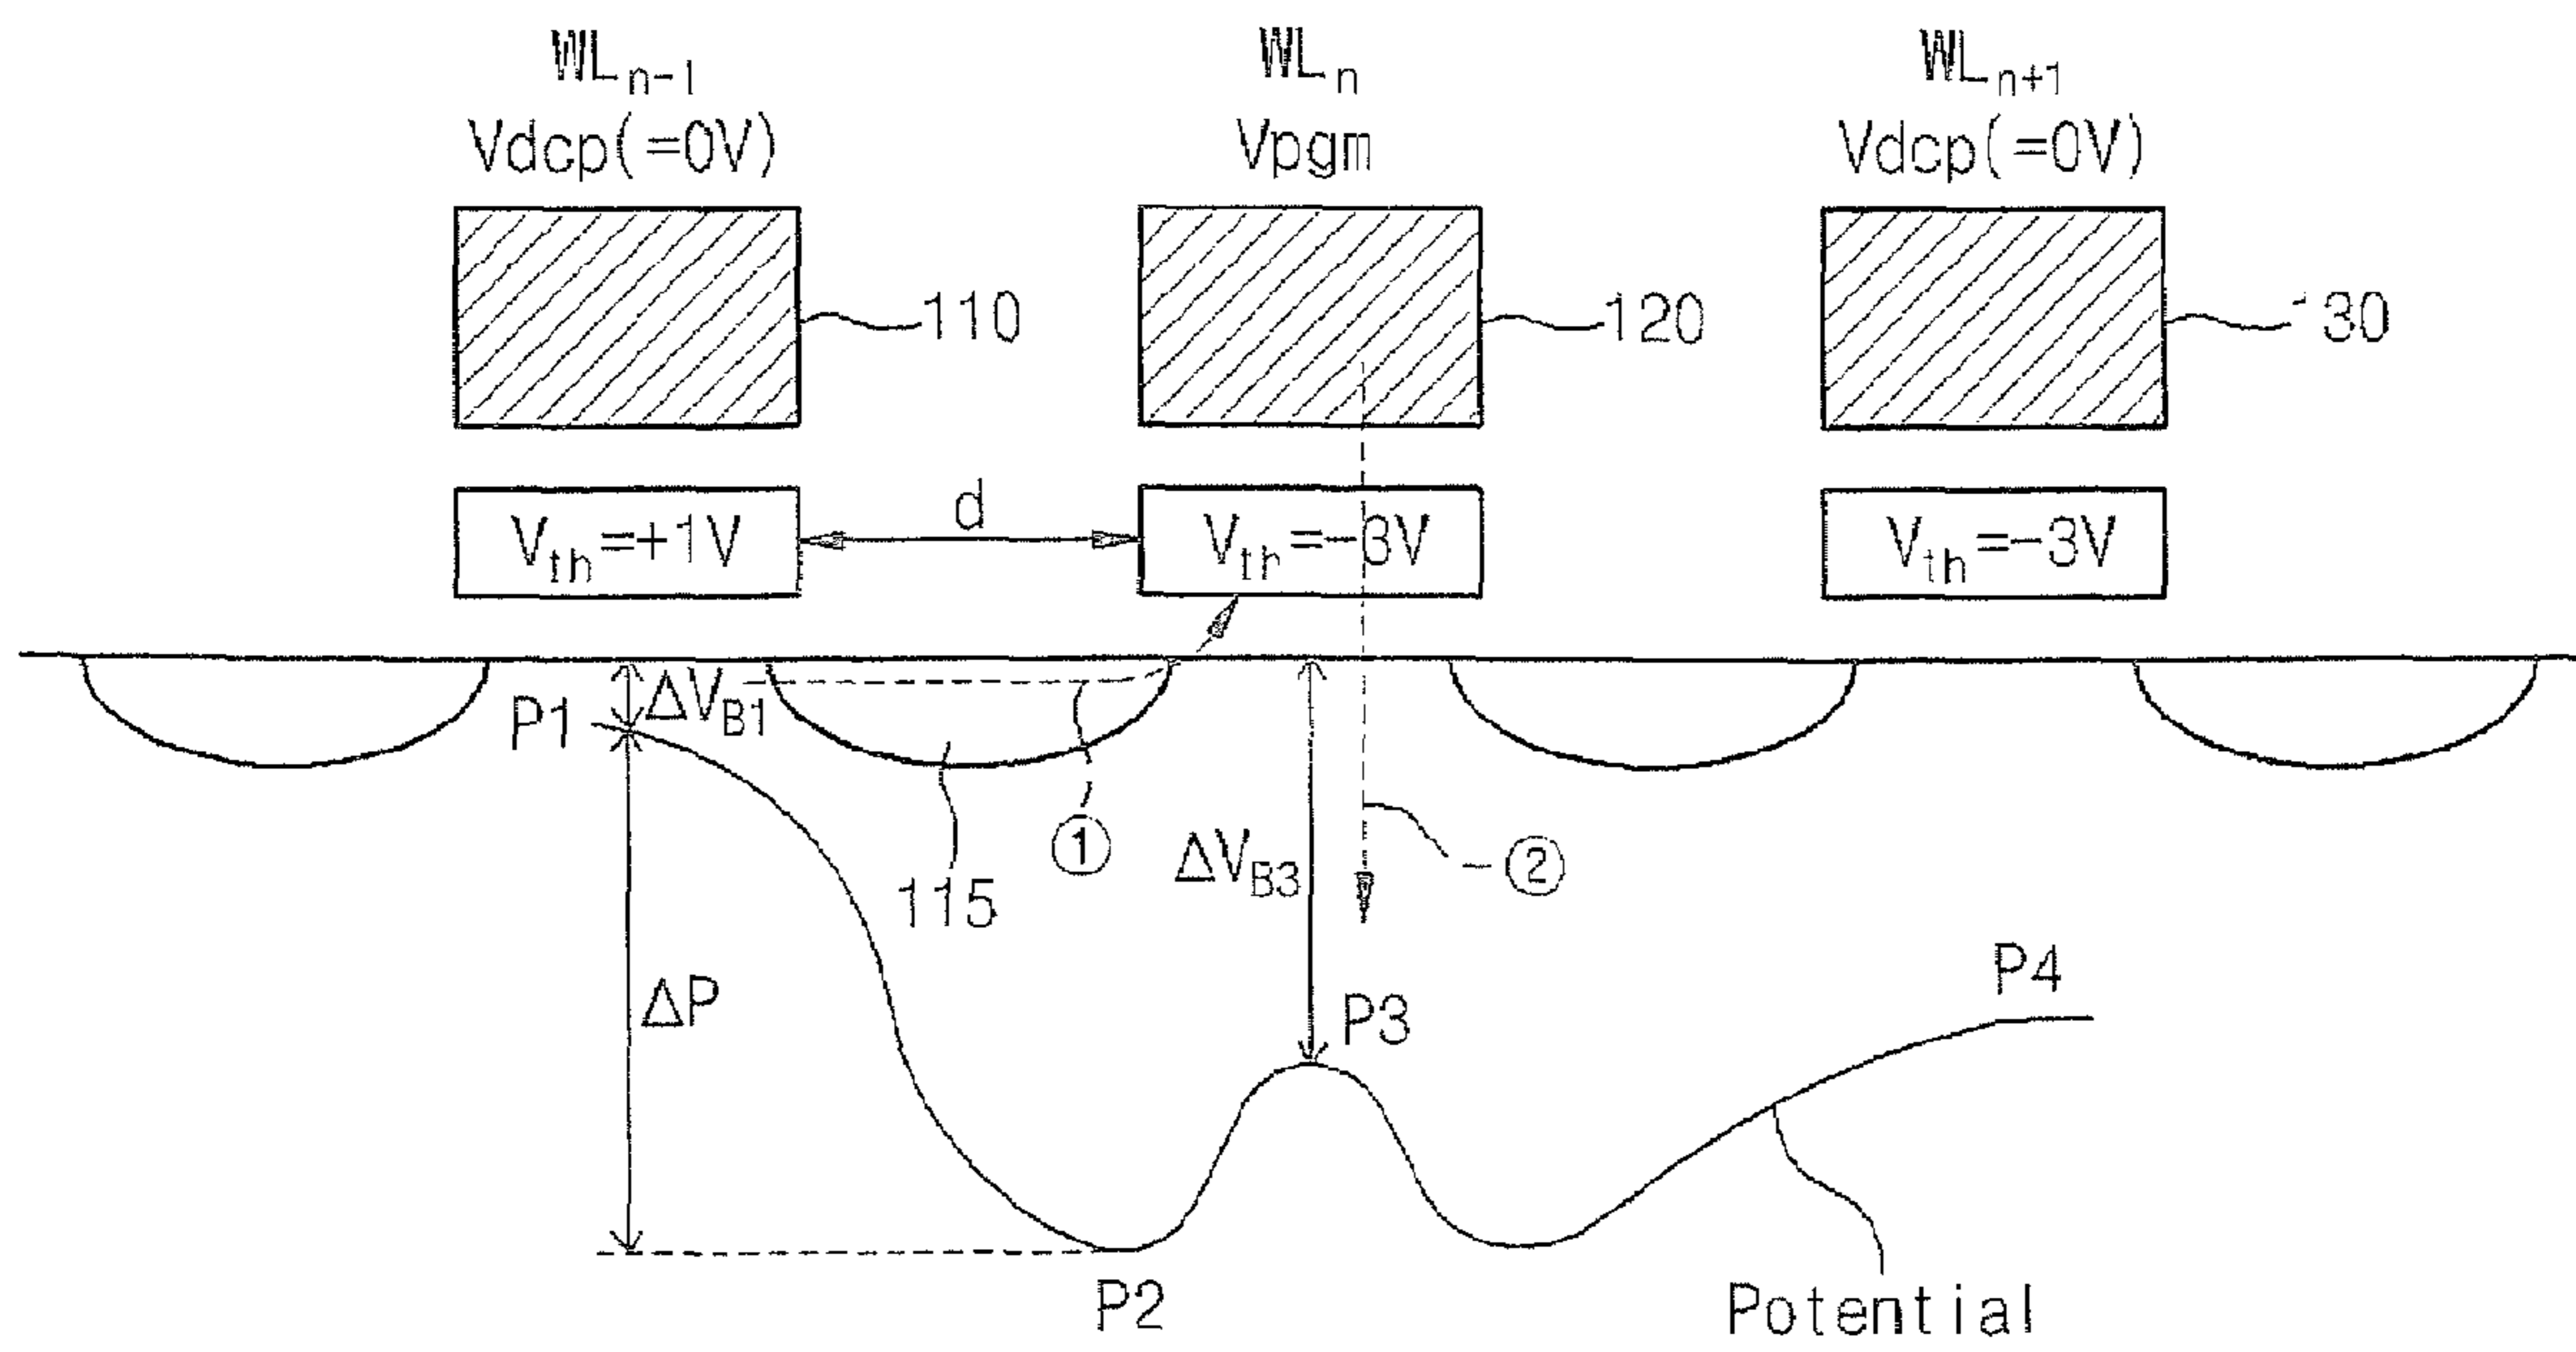 WLn-1
WLn
WLn+1
Vdcp(=0V)
Vpgm
Vdcp(=0V)
110
120
130
Vth=+1V
d
Vth=-3V
Vth=-3V
P1
ΔVB1
①
ΔVB3
②
115
ΔP
P3
P4
P2
Potential